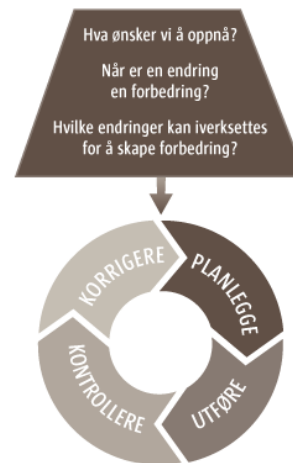 Hva ønsker vi å oppnå?
Når er en endring
en forbedring?
Hvilke endringer kan iverksettes
for å skape forbedring?
PLANLEGGE
UTFØRE
KONTROLLERE
KORRIGERE